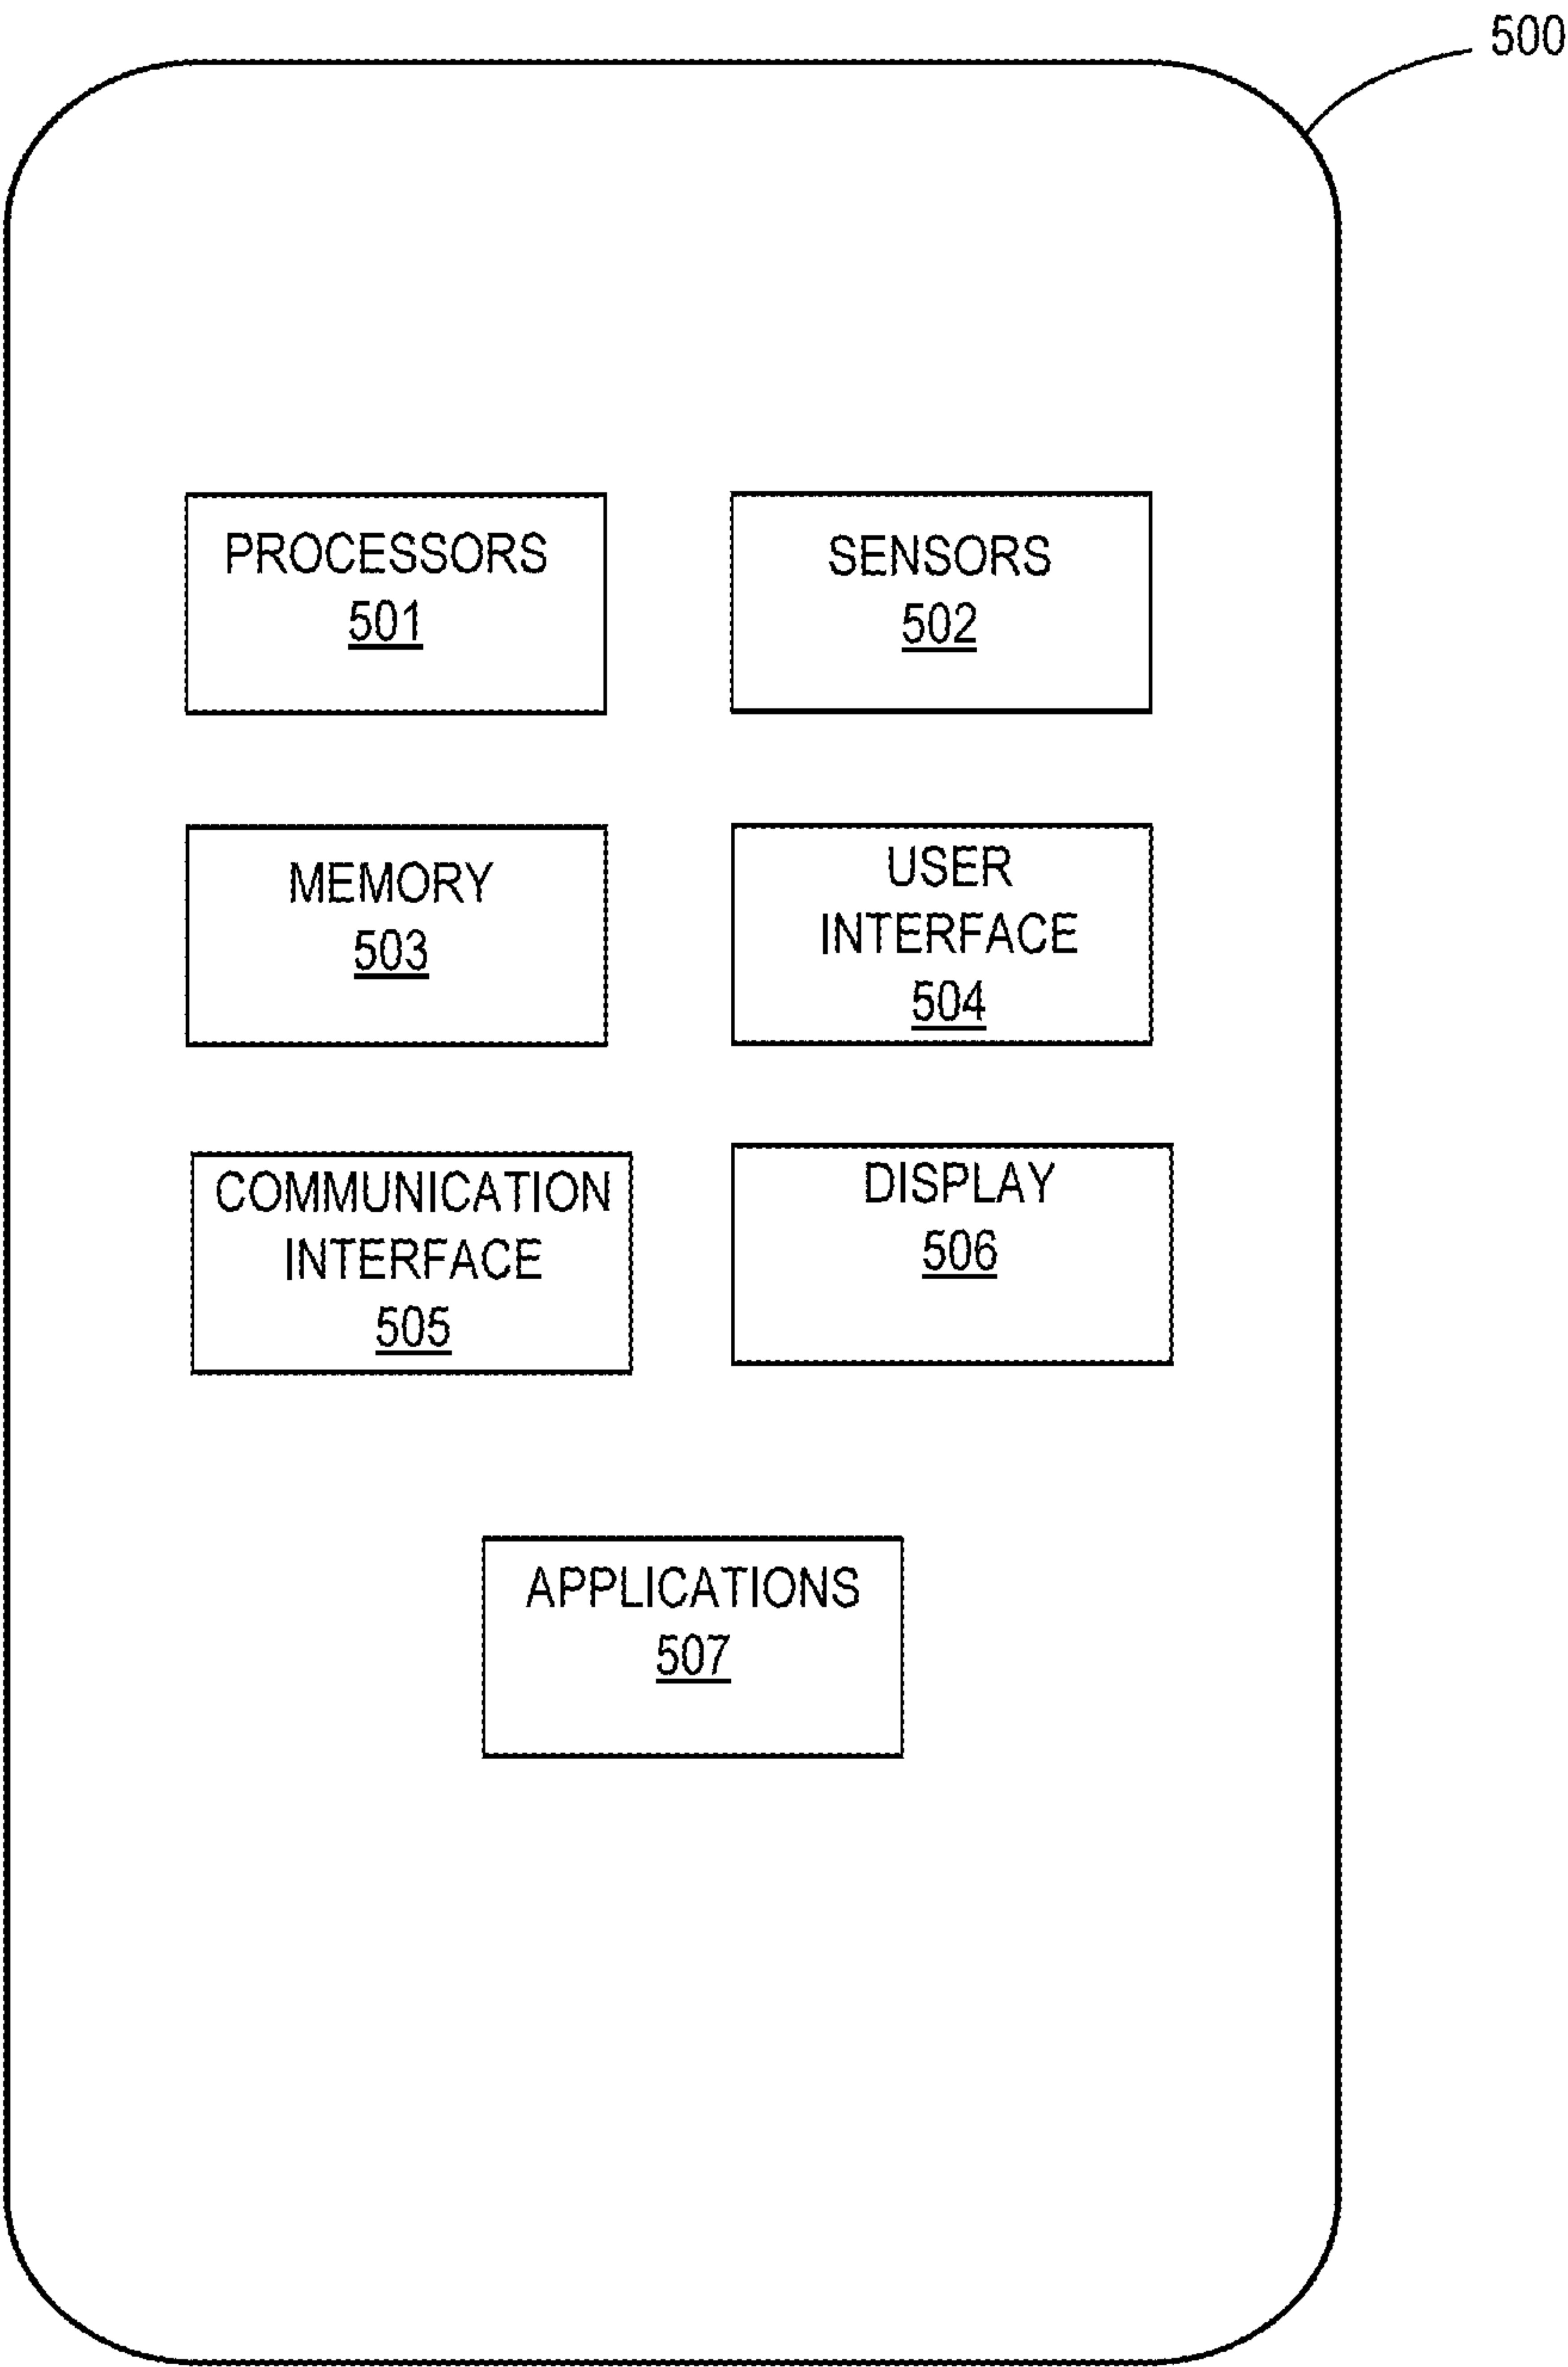 500
PROCESSORS
501
SENSORS
502
MEMORY
503
USER
INTERFACE
504
COMMUNICATION
INTERFACE
505
DISPLAY
506
APPLICATIONS
507